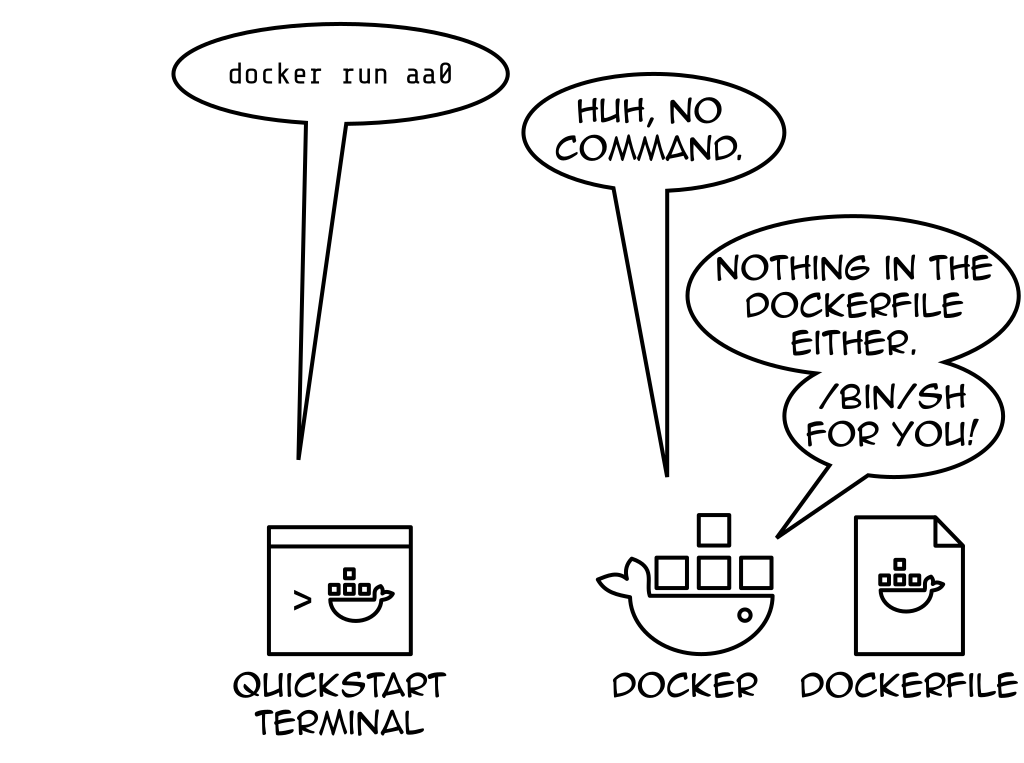 docker run aa0
HUH, NO
COMMAND.
NOTHING IN THE
DOCKERFILE
EITHER.
/BIN/SH
FOR YOU!
>
QUICKSTART
TERMINAL
DOCKER
DOCKERFILE